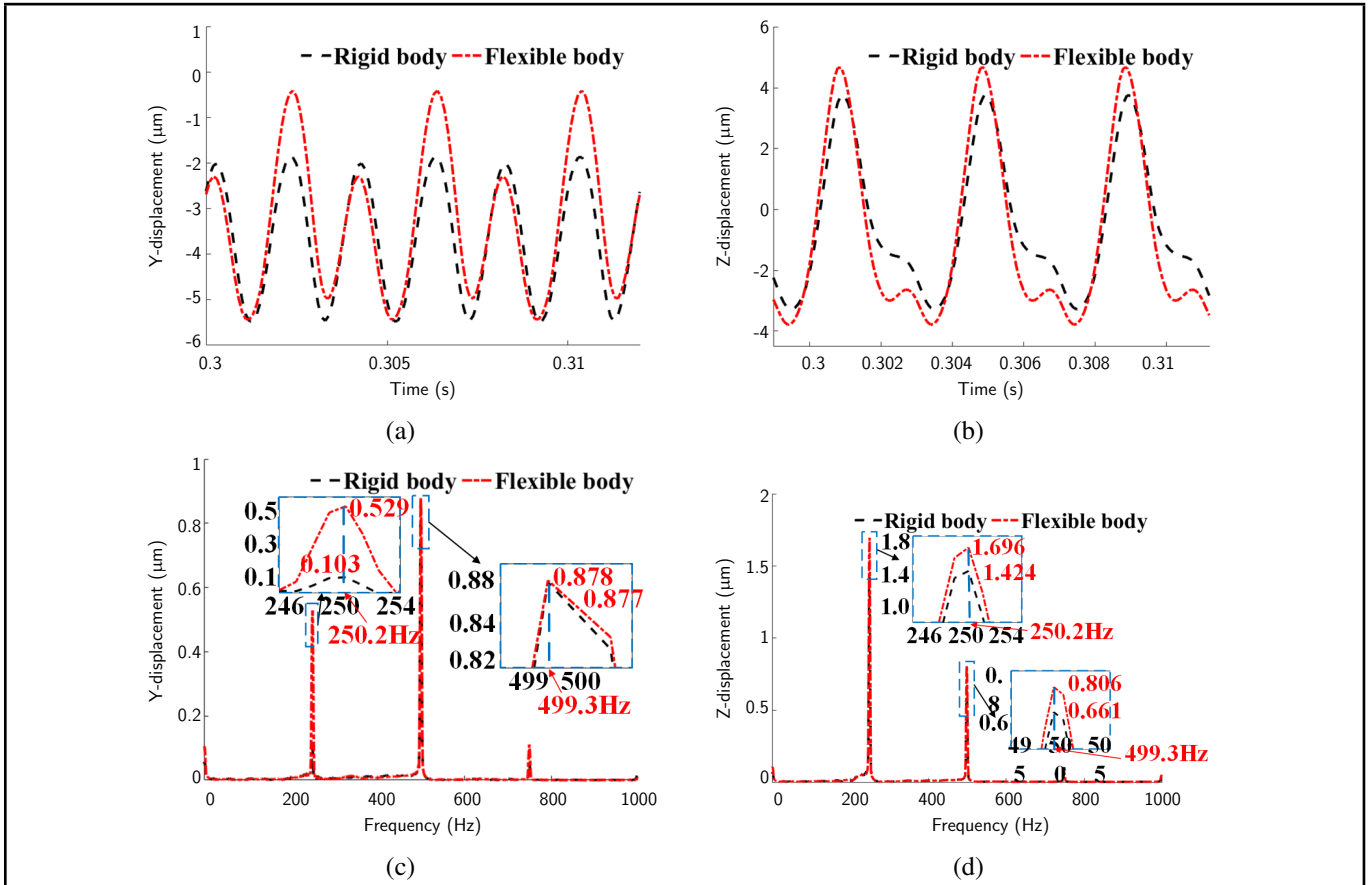 Rigid body Flexible body
1
0
-1
-2
-3
-4
-5
-6
Y-displacement (μm)
0.3 0.305 0.31
Time (s)
(a)
Rigid body Flexible body
6
4
2
0
-2
-4
Z-displacement (μm)
0.3 0.302 0.304 0.306 0.308 0.31
Time (s)
(b)
1
0.8
0.6
0.4
0.2
0
Y-displacement (μm)
Rigid body Flexible body
0.5
0.3
0.1
0.529
0.103
246 250 254
250.2Hz
0.88
0.84
0.82
0.878
0.877
499 500
499.3Hz
0 200 400 600 800 1000
Frequency (Hz)
(c)
2
1.5
1
0.5
0
Z-displacement (μm)
Rigid body Flexible body
1.8
1.4
1.0
1.696
1.424
246 250 254
250.2Hz
0.
8
0.6
0.806
0.661
49 50 50
5 0 5
499.3Hz
0 200 400 600 800 1000
Frequency (Hz)
(d)